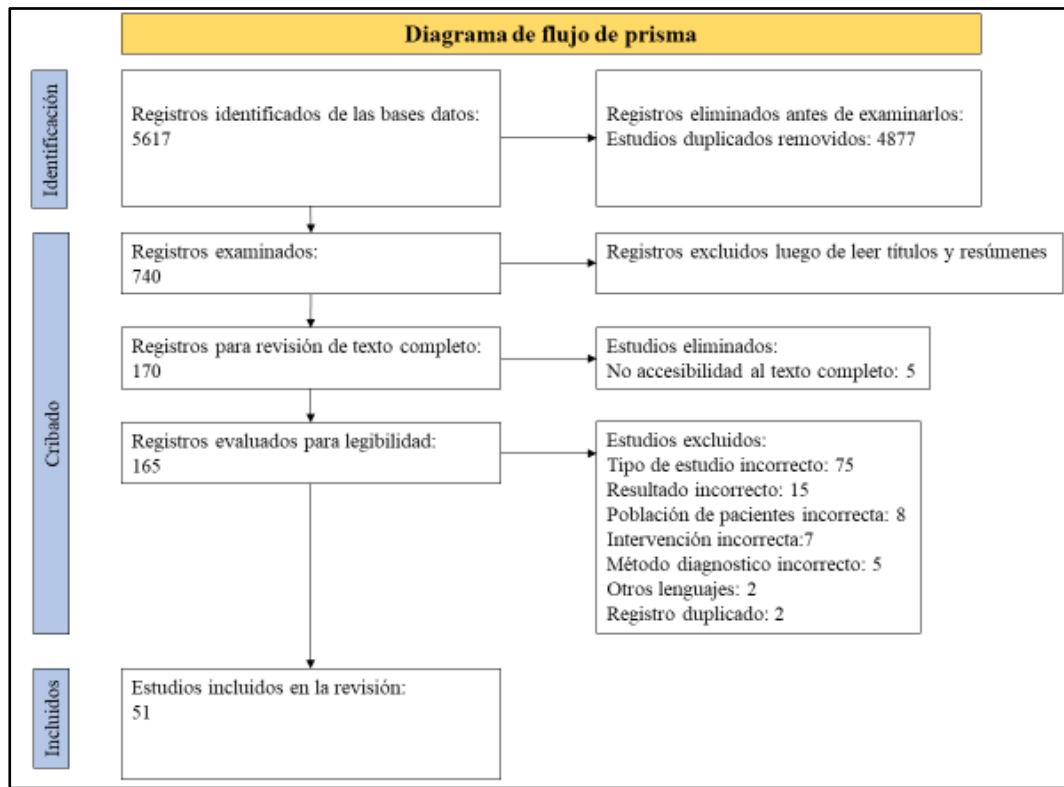 Diagrama de flujo de prisma
Identificación
Registros identificados de las bases datos:
5617
Registros eliminados antes de examinarlos:
Estudios duplicados removidos: 4877
Cribado
Registros examinados:
740
Registros excluidos luego de leer títulos y resúmenes
Registros para revisión de texto completo:
170
Estudios eliminados:
No accesibilidad al texto completo: 5
Registros evaluados para legibilidad:
165
Estudios excluidos:
Tipo de estudio incorrecto: 75
Resultado incorrecto: 15
Población de pacientes incorrecta: 8
Intervención incorrecta:7
Método diagnostico incorrecto: 5
Otros lenguajes: 2
Registro duplicado: 2
Incluidos
Estudios incluidos en la revisión:
51